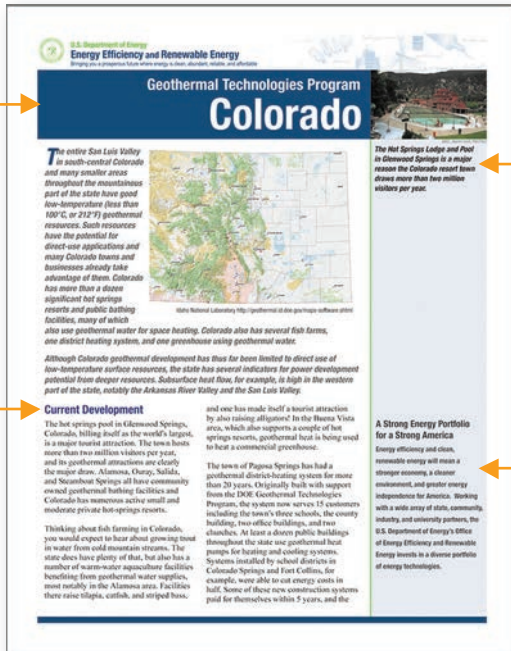 U.S. Department of Energy
Energy Efficiency and Renewable Energy
Bringing you a prosperous future where energy is clean, abundant, reliable, and affordable
Geothermal Technologies Program
Colorado
The entire San Luis Valley
in south-central Colorado
and many smaller areas
throughout the mountainous
part of the state have good
low-temperature (less than
100°C, or 212°F) geothermal
resources. Such resources
have the potential for
direct-use applications and
many Colorado towns and
businesses already take
advantage of them. Colorado
has more than a dozen
significant hot springs
resorts and public bathing
facilities, many of which
also use geothermal water for space heating. Colorado also has several fish farms,
one district heating system, and one greenhouse using geothermal water.
Idaho National Laboratory http://geothermal.id.doe.gov/maps-software.shtml
Although Colorado geothermal development has thus far been limited to direct use of
low-temperature surface resources, the state has several indicators for power development
potential from deeper resources. Subsurface heat flow, for example, is high in the western
part of the state, notably the Arkansas River Valley and the San Luis Valley.
Current Development
The hot springs pool in Glenwood Springs,
Colorado, billing itself as the world's largest,
is a major tourist attraction. The town hosts
more than two million visitors per year,
and its geothermal attractions are clearly
the major draw. Alamosa, Ouray, Salida,
and Steamboat Springs all have community
owned geothermal bathing facilities and
Colorado has numerous active small and
moderate private hot-springs resorts.
Thinking about fish farming in Colorado,
you would expect to hear about growing trout
in water from cold mountain streams. The
state does have plenty of that, but also has a
number of warm-water aquaculture facilities
benefiting from geothermal water supplies,
most notably in the Alamosa area. Facilities
there raise tilapia, catfish, and striped bass,
and one has made itself a tourist attraction
by also raising alligators! In the Buena Vista
area, which also supports a couple of hot
springs resorts, geothermal heat is being used
to heat a commercial greenhouse.
The town of Pagosa Springs has had a
geothermal district-heating system for more
than 20 years. Originally built with support
from the DOE Geothermal Technologies
Program, the system now serves 15 customers
including the town's three schools, the county
building, two office buildings, and two
churches. At least a dozen public buildings
throughout the state use geothermal heat
pumps for heating and cooling systems.
Systems installed by school districts in
Colorado Springs and Fort Collins, for
example, were able to cut energy costs in
half. Some of these new construction systems
paid for themselves within 5 years, and the
The Hot Springs Lodge and Pool
in Glenwood Springs is a major
reason the Colorado resort town
draws more than two million
visitors per year.
A Strong Energy Portfolio
for a Strong America
Energy efficiency and clean,
renewable energy will mean a
stronger economy, a cleaner
environment, and greater energy
independence for America. Working
with a wide array of state, community,
industry, and university partners, the
U.S. Department of Energy's Office
of Energy Efficiency and Renewable
Energy invests in a diverse portfolio
of energy technologies.